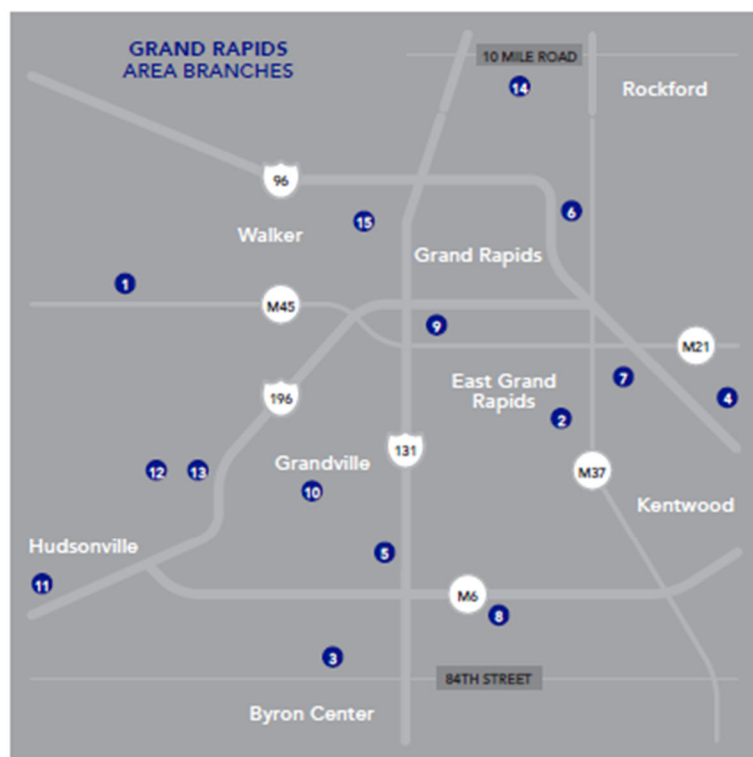 GRAND RAPIDS
AREA BRANCHES
10 MILE ROAD
14
Rockford
96
15
6
Walker
Grand Rapids
1
M45
9
M21
East Grand
Rapids
7
196
4
2
131
Grandville
12
13
M37
10
Kentwood
Hudsonville
5
11
M6
8
3
84TH STREET
Byron Center